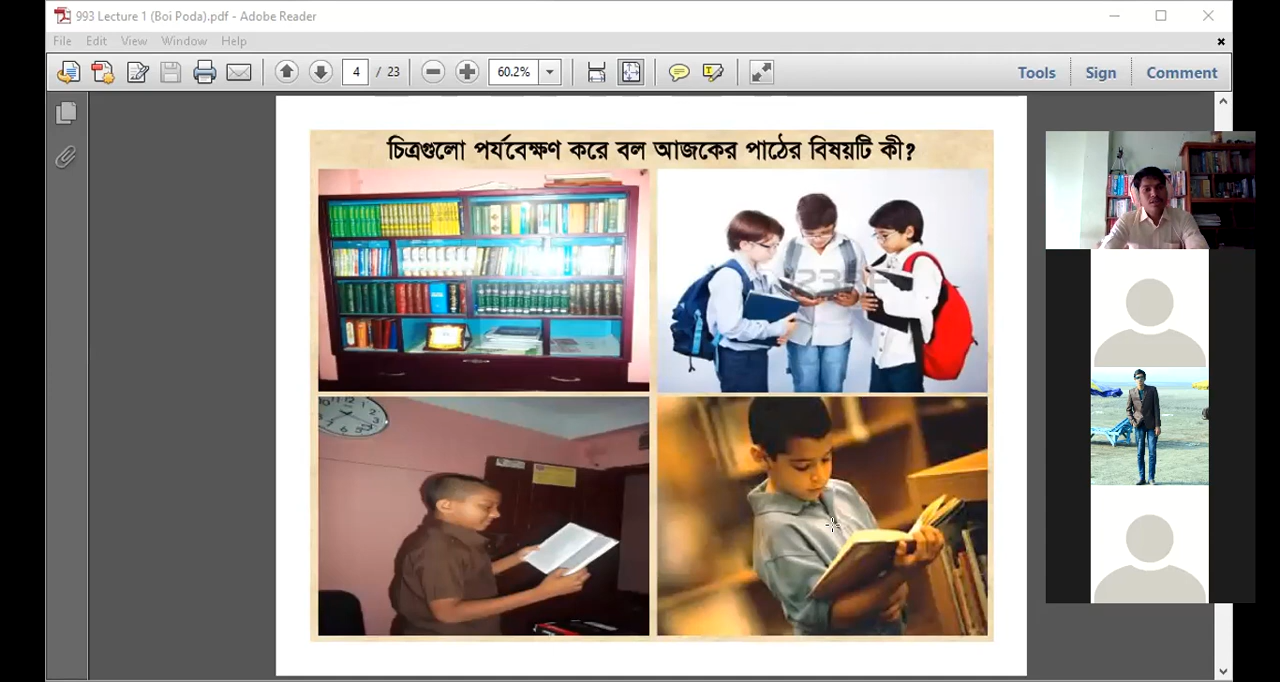 993 Lecture 1 (Boi Poda).pdf - Adobe Reader
File Edit View Window Help
4 / 23 60.2% Tools Sign Comment
চিত্রগুলো পর্যবেক্ষণ করে বল আজকের পাঠের বিষয়টি কী?